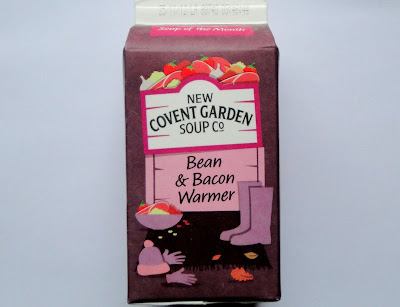 Soup of the Month
NEW
COVENT GARDEN
SOUP Co
Bean
& Bacon
Warmer